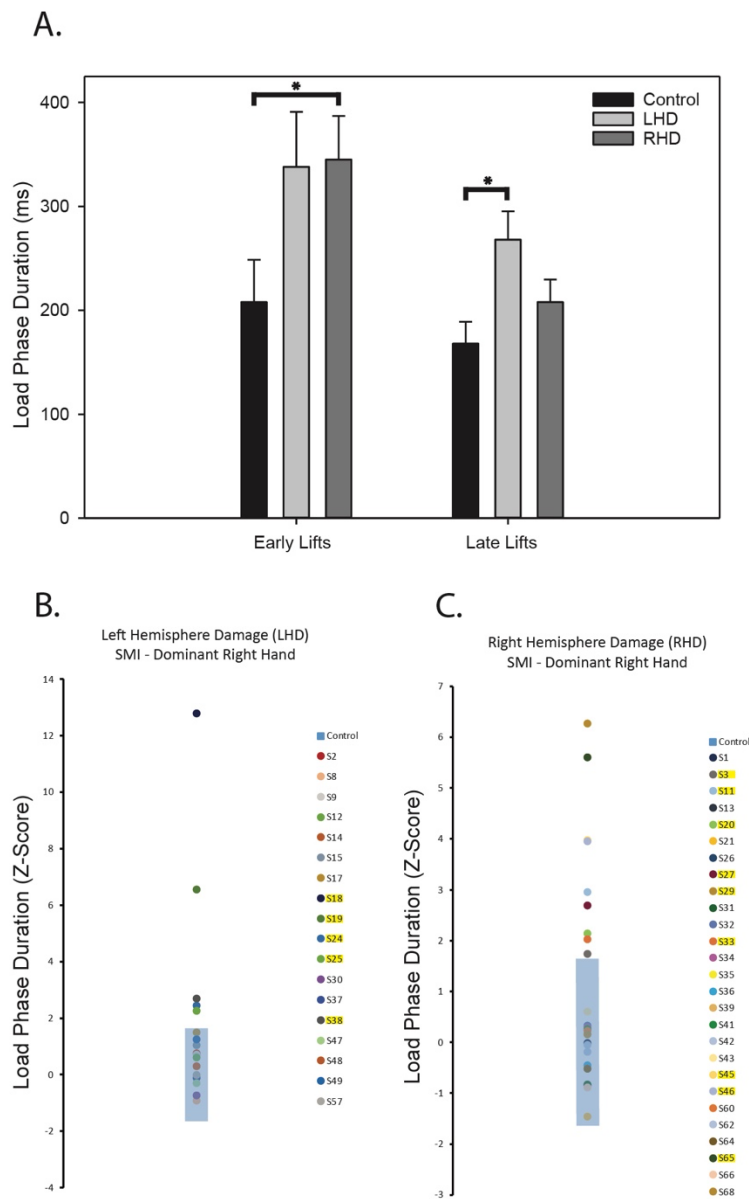 A.
*
*
Control
LHD
RHD
400
300
200
100
0
Load Phase Duration (ms)
Early Lifts
Late Lifts
B.
Left Hemisphere Damage (LHD)
SMI - Dominant Right Hand
14
12
10
8
6
4
2
0
-2
-4
Load Phase Duration (Z-Score)
Control
S2
S8
S9
S12
S14
S15
S17
S18
S19
S24
S25
S30
S37
S38
S47
S48
S49
S57
C.
Right Hemisphere Damage (RHD)
SMI - Dominant Right Hand
7
6
5
4
3
2
1
0
-1
-2
-3
Load Phase Duration (Z-Score)
Control
S1
S3
S11
S13
S20
S21
S26
S27
S29
S31
S32
S33
S34
S35
S36
S39
S41
S42
S43
S45
S46
S60
S62
S64
S65
S66
S68